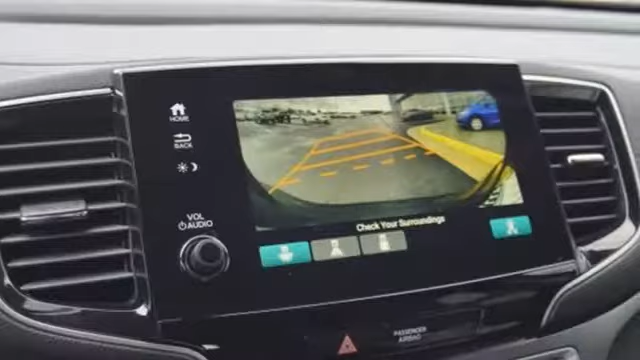 HOME
BACK
VOL
AUDIO
Check Your Surroundings
PASSENGER
AIRBAG